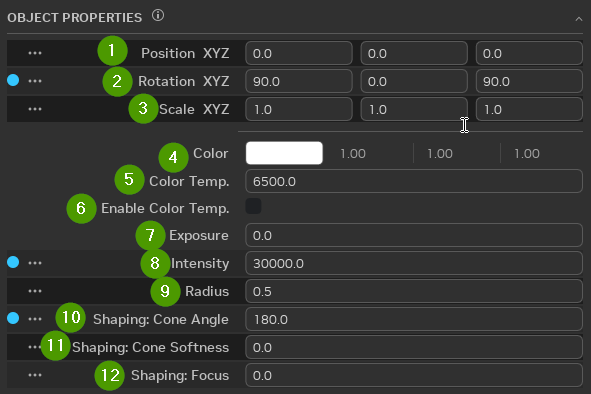 OBJECT PROPERTIES
1 Position XYZ 0.0 0.0 0.0
2 Rotation XYZ 90.0 0.0 90.0
3 Scale XYZ 1.0 1.0 1.0
4 Color 1.00 1.00 1.00
5 Color Temp. 6500.0
6 Enable Color Temp.
7 Exposure 0.0
8 Intensity 30000.0
9 Radius 0.5
10 Shaping: Cone Angle 180.0
11 Shaping: Cone Softness 0.0
12 Shaping: Focus 0.0